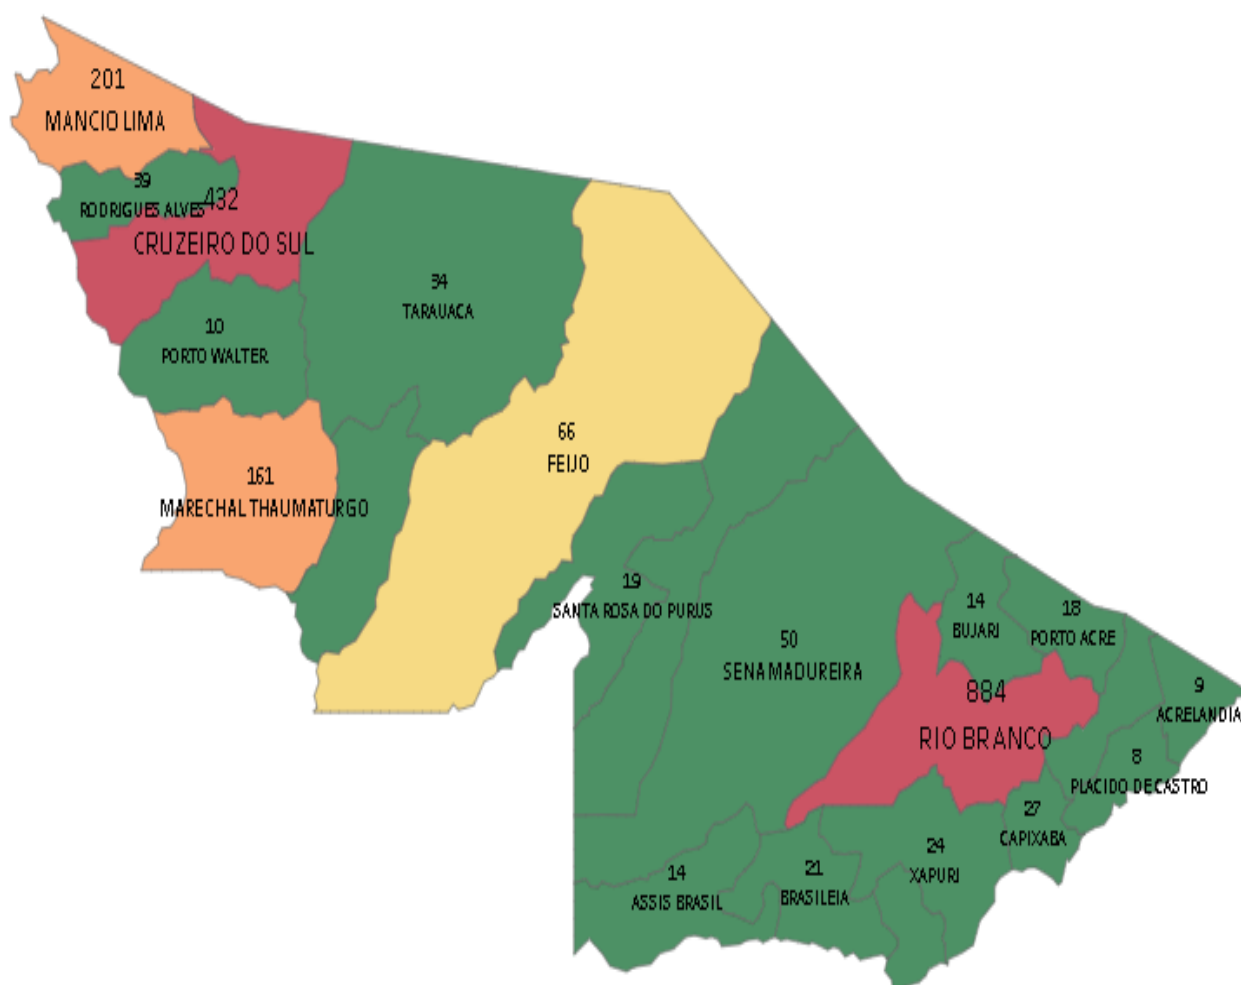 201
MANCIO LIMA
39
RODRIGUES ALVES
432
CRUZEIRO DO SUL
34
TARAUACA
10
PORTO WALTER
66
FEIJO
161
MARECHAL THAUMATURGO
19
SANTA ROSA DO PURUS
50
SENA MADUREIRA
14
BUJARI
18
PORTO ACRE
884
RIO BRANCO
9
ACRELANDIA
8
PLACIDO DE CASTRO
27
CAPIXABA
24
XAPURI
21
BRASILEIA
14
ASSIS BRASIL